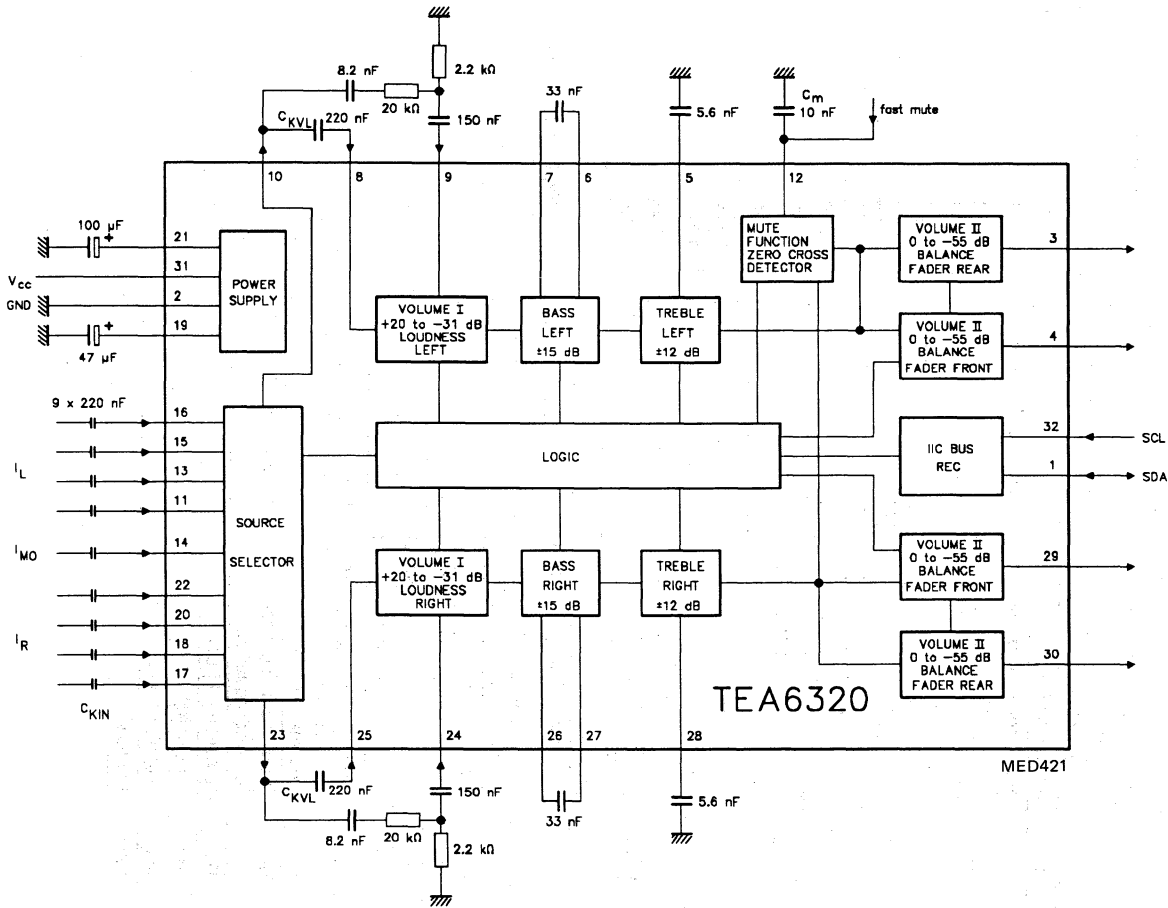 8.2 nF
2.2 kΩ
20 kΩ
CKVL
220 nF
150 nF
33 nF
5.6 nF
Cm
10 nF
fast mute
10
8
9
7
6
5
12
100 µF
+
21
VCC
31
GND
2
19
+
47 µF
POWER
SUPPLY
VOLUME I
+20 to −31 dB
LOUDNESS
LEFT
BASS
LEFT
±15 dB
TREBLE
LEFT
±12 dB
MUTE
FUNCTION
ZERO CROSS
DETECTOR
VOLUME II
0 to −55 dB
BALANCE
FADER REAR
3
VOLUME II
0 to −55 dB
BALANCE
FADER FRONT
4
9 x 220 nF
16
15
IL
13
11
IMO
14
22
20
IR
18
17
CKIN
SOURCE
SELECTOR
LOGIC
IIC BUS
REC
32
SCL
1
SDA
VOLUME I
+20 to −31 dB
LOUDNESS
RIGHT
BASS
RIGHT
±15 dB
TREBLE
RIGHT
±12 dB
VOLUME II
0 to −55 dB
BALANCE
FADER FRONT
29
VOLUME II
0 to −55 dB
BALANCE
FADER REAR
30
TEA6320
23
25
24
26
27
28
MED421
CKVL
220 nF
150 nF
8.2 nF
20 kΩ
2.2 kΩ
33 nF
5.6 nF